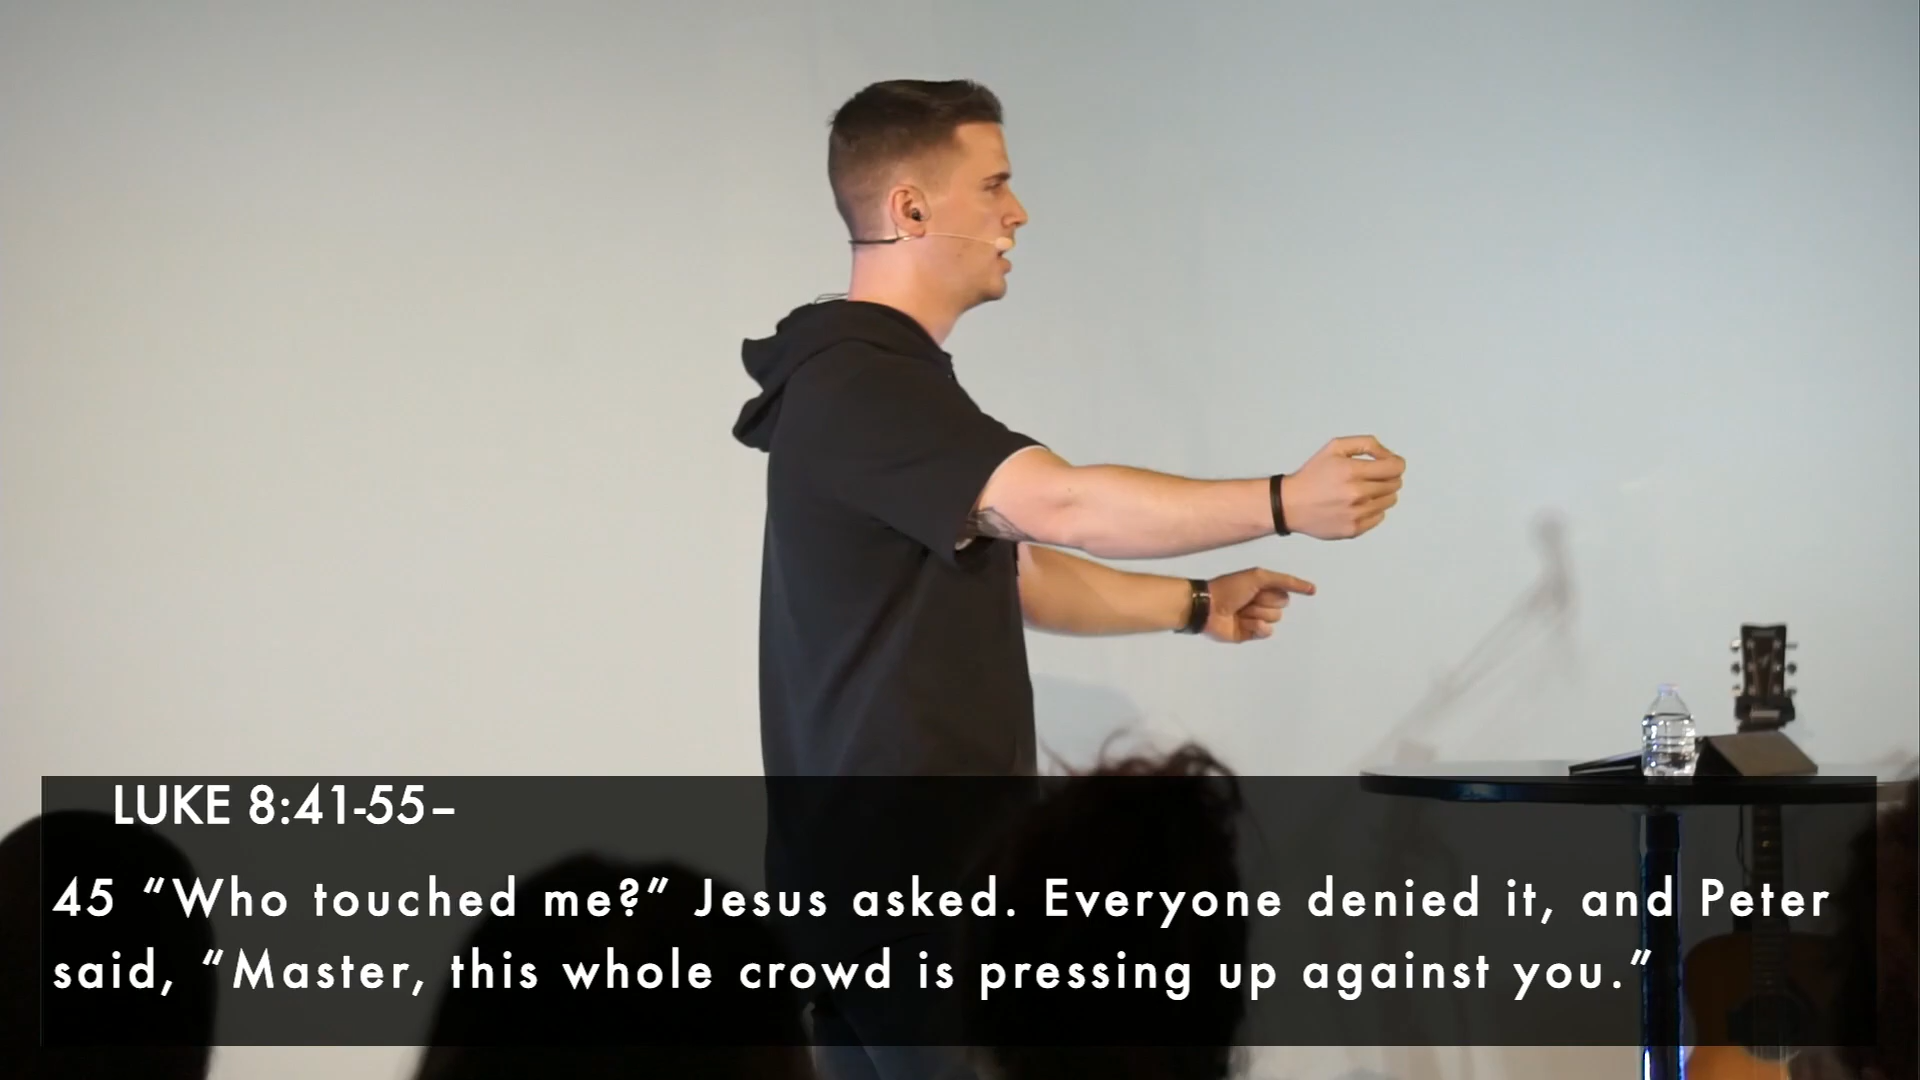 LUKE 8:41-55–
45 “Who touched me?” Jesus asked. Everyone denied it, and Peter
said, “Master, this whole crowd is pressing up against you.”